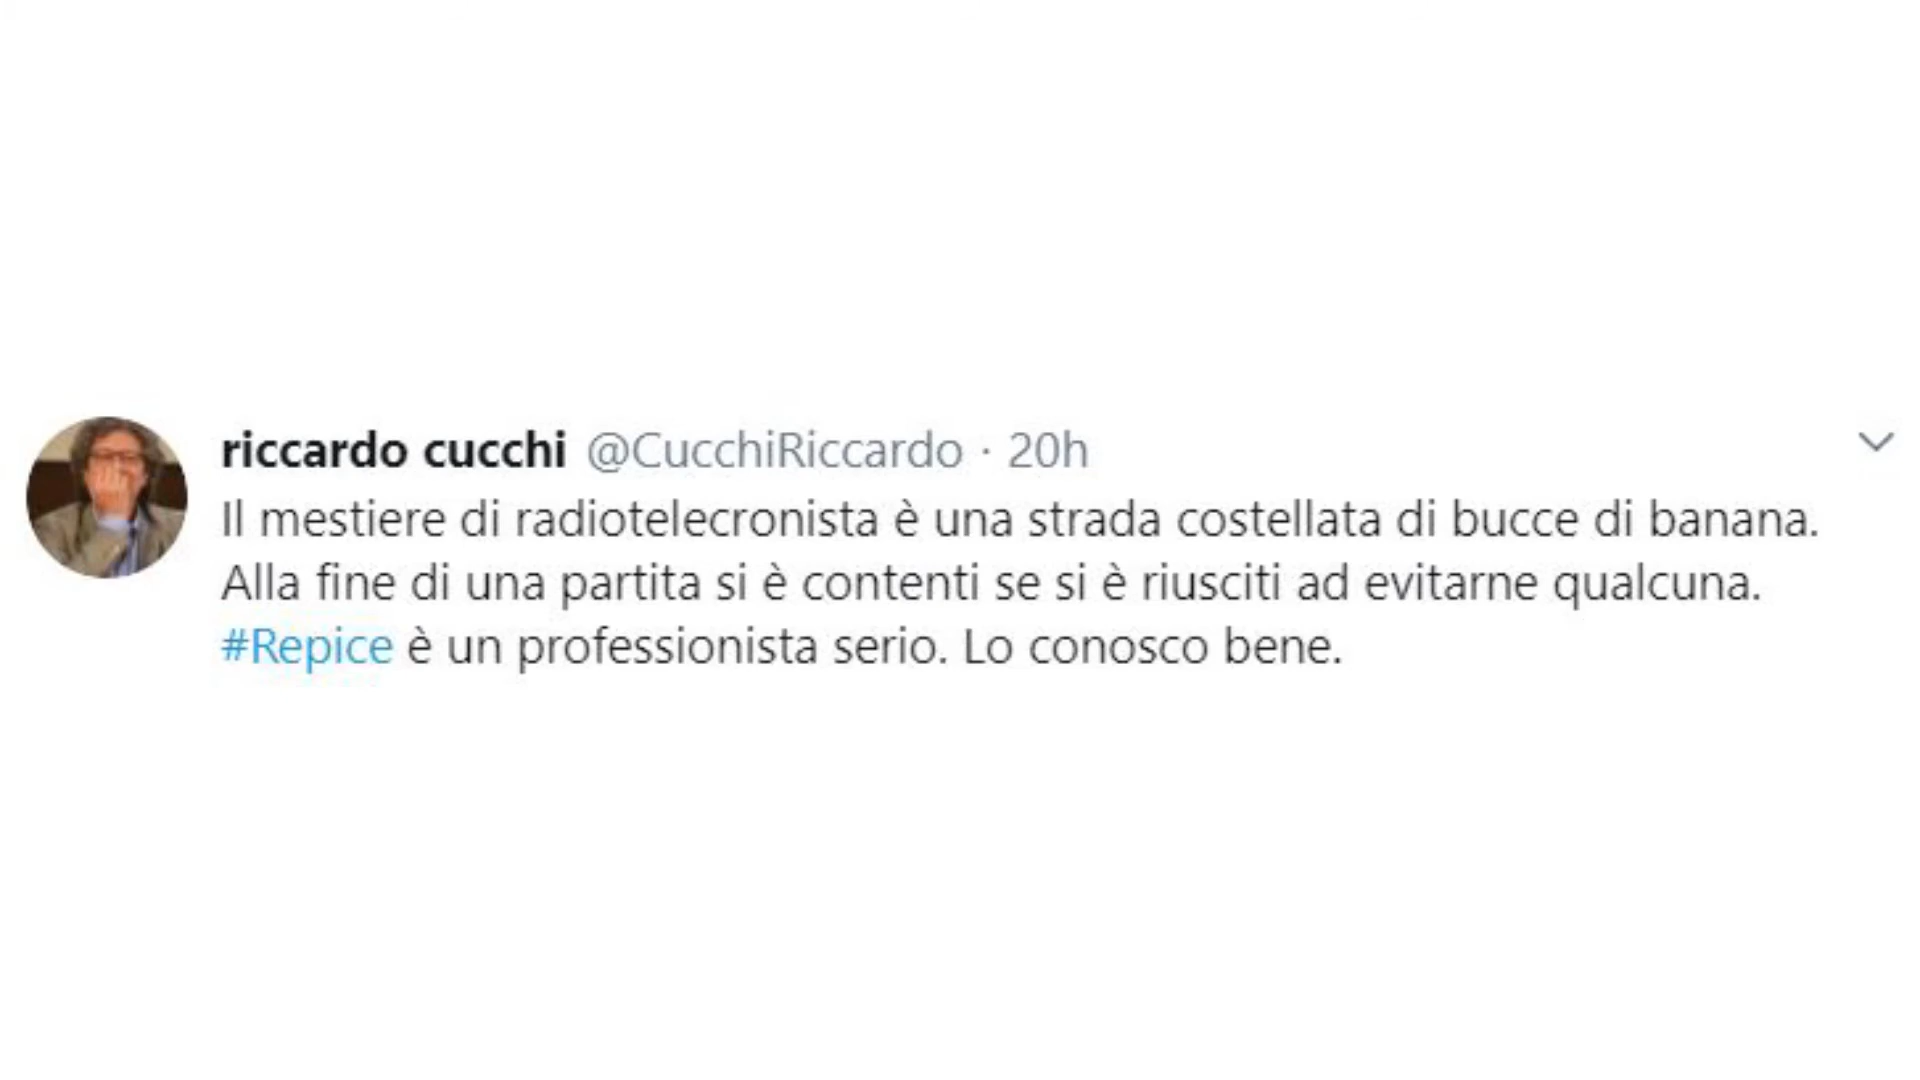 riccardo cucchi @CucchiRiccardo · 20h
Il mestiere di radiotelecronista è una strada costellata di bucce di banana.
Alla fine di una partita si è contenti se si è riusciti ad evitarne qualcuna.
#Repice è un professionista serio. Lo conosco bene.